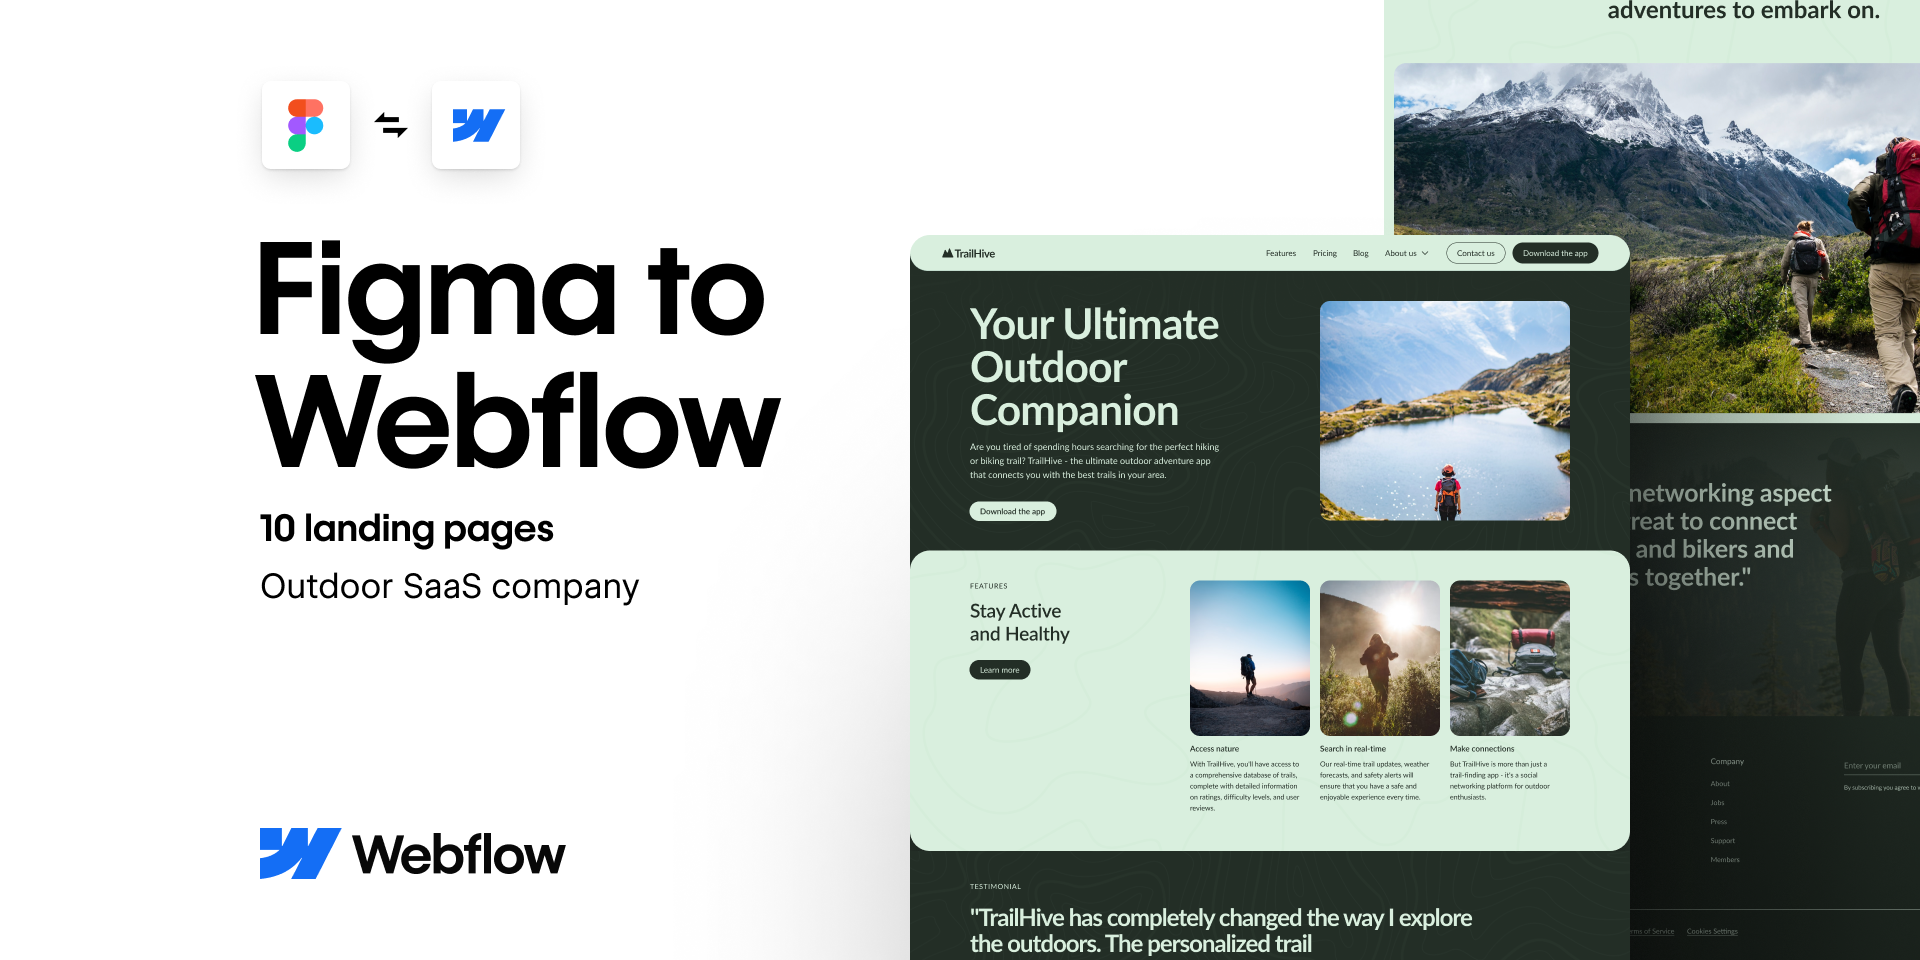 Figma to
Webflow
10 landing pages
Outdoor SaaS company
Webflow
adventures to embark on.
TrailHive
Features
Pricing
Blog
About us
Contact us
Download the app
Your Ultimate
Outdoor
Companion
Are you tired of spending hours searching for the perfect hiking
or biking trail? TrailHive - the ultimate outdoor adventure app
that connects you with the best trails in your area.
Download the app
FEATURES
Stay Active
and Healthy
Learn more
Access nature
With TrailHive, you'll have access to
a comprehensive database of trails,
complete with detailed information
on ratings, difficulty levels, and user
reviews.
Search in real-time
Our real-time trail updates, weather
forecasts, and safety alerts will
ensure that you have a safe and
enjoyable experience every time.
Make connections
But TrailHive is more than just a
trail-finding app - it's a social
networking platform for outdoor
enthusiasts.
TESTIMONIAL
"TrailHive has completely changed the way I explore
the outdoors. The personalized trail
networking aspect
to connect
and bikers and
together."
Company
About
Jobs
Press
Support
Members
Enter your email
By subscribing you agree to
of Service
Cookies Settings